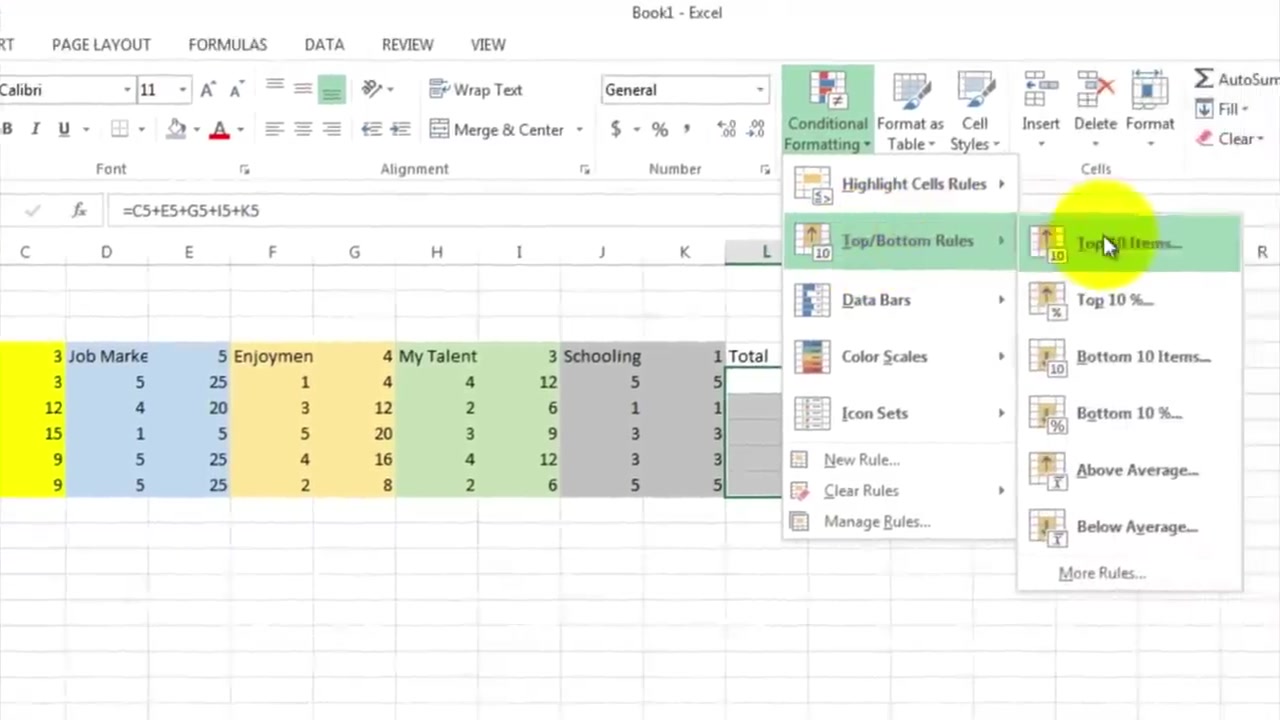 Book1 - Excel
RT PAGE LAYOUT FORMULAS DATA REVIEW VIEW
Calibri 11 Wrap Text General AutoSum
B I U Merge & Center $ % Conditional Formatting Format as Table Cell Styles Insert Delete Format Fill
Clear
Font Alignment Number Cells
fx =C5+E5+G5+I5+K5
C D E F G H I J K L R
3 Job Marke 5 Enjoymen 4 My Talent 3 Schooling 1 Total
3 5 25 1 4 4 12 5 5
12 4 20 3 12 2 6 1 1
15 1 5 5 20 3 9 3 3
9 5 25 4 16 4 12 3 3
9 5 25 2 8 2 6 5 5
Highlight Cells Rules
Top/Bottom Rules
Data Bars
Color Scales
Icon Sets
New Rule...
Clear Rules
Manage Rules...
Top 10 Items...
Top 10 %...
Bottom 10 Items...
Bottom 10 %...
Above Average...
Below Average...
More Rules...